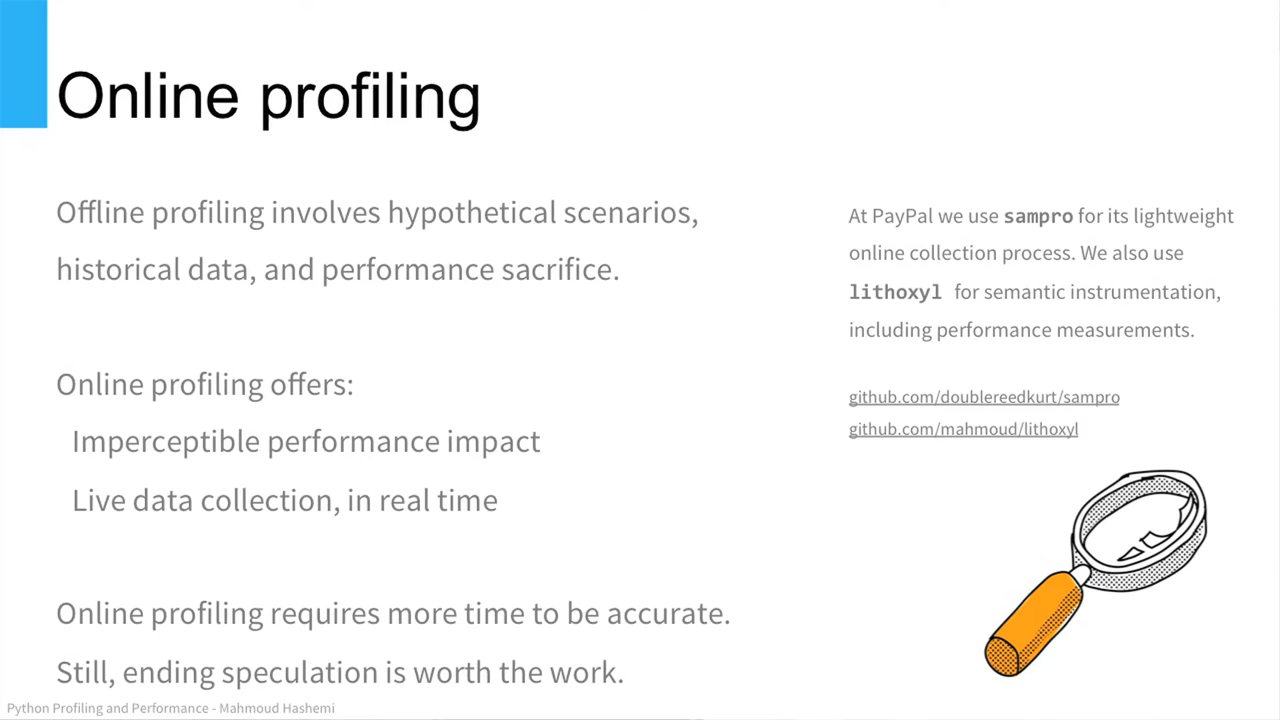 Online profiling
Offline profiling involves hypothetical scenarios,
historical data, and performance sacrifice.
Online profiling offers:
Imperceptible performance impact
Live data collection, in real time
Online profiling requires more time to be accurate.
Still, ending speculation is worth the work.
At PayPal we use sampro for its lightweight
online collection process. We also use
lithoxyl for semantic instrumentation,
including performance measurements.
github.com/doublereedkurt/sampro
github.com/mahmoud/lithoxyl
Python Profiling and Performance - Mahmoud Hashemi